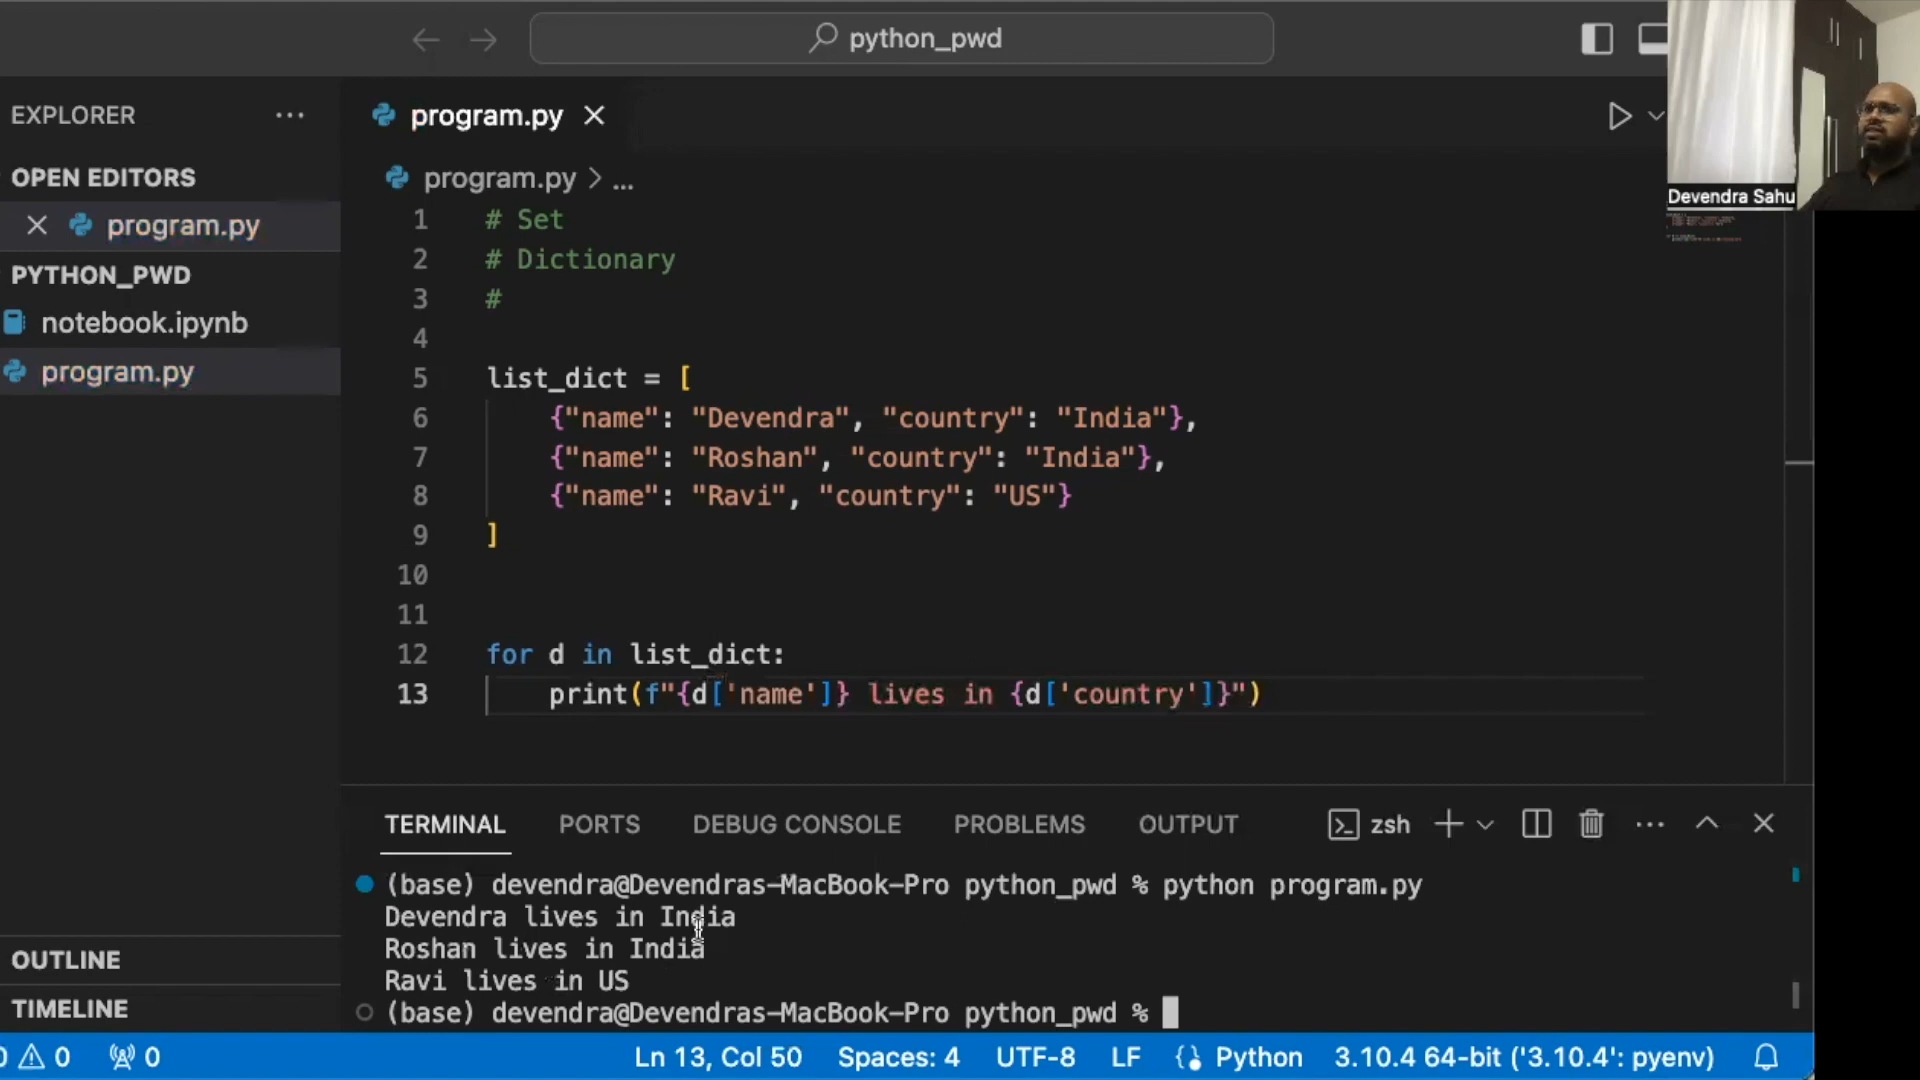 python_pwd
EXPLORER ...
OPEN EDITORS
program.py
PYTHON_PWD
notebook.ipynb
program.py
OUTLINE
TIMELINE
program.py
program.py > ...
1 # Set
2 # Dictionary
3 #
4
5 list_dict = [
6 {"name": "Devendra", "country": "India"},
7 {"name": "Roshan", "country": "India"},
8 {"name": "Ravi", "country": "US"}
9 ]
10
11
12 for d in list_dict:
13 print(f"{d['name']} lives in {d['country']}")
Devendra Sahu
TERMINAL PORTS DEBUG CONSOLE PROBLEMS OUTPUT zsh
(base) devendra@Devendras-MacBook-Pro python_pwd % python program.py
Devendra lives in India
Roshan lives in India
Ravi lives in US
(base) devendra@Devendras-MacBook-Pro python_pwd %
0 0 Ln 13, Col 50 Spaces: 4 UTF-8 LF Python 3.10.4 64-bit ('3.10.4': pyenv)